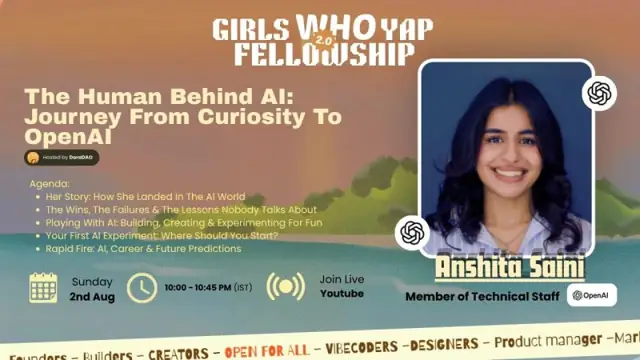 GIRLS WHO YAP
2.0
FELLOWSHIP
The Human Behind AI:
Journey From Curiosity To
OpenAI
Hosted by DoraDAO
Agenda:
Her Story: How She Landed In The AI World
The Wins, The Failures & The Lessons Nobody Talks About
Playing With AI: Building, Creating & Experimenting For Fun
Your First AI Experiment: Where Should You Start?
Rapid Fire: AI, Career & Future Predictions
Sunday
2nd Aug
10:00 - 10:45 PM (IST)
Join Live
Youtube
Anshita Saini
Member of Technical Staff
OpenAI
Founders – Builders – CREATORS – OPEN FOR ALL – VIBECODERS –DESIGNERS – Product manager –Mar